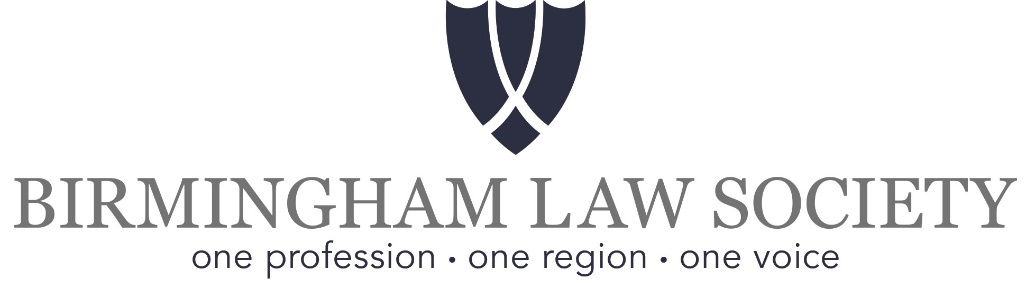 BIRMINGHAM LAW SOCIETY
one profession · one region · one voice